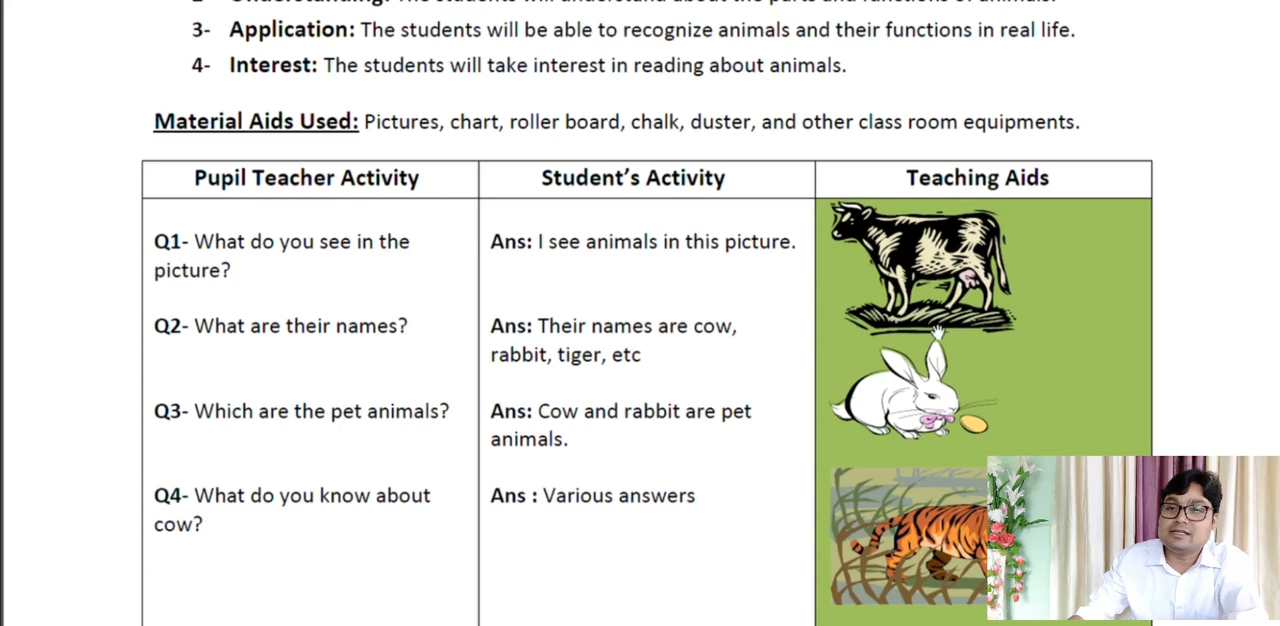 3- Application: The students will be able to recognize animals and their functions in real life.
4- Interest: The students will take interest in reading about animals.
Material Aids Used: Pictures, chart, roller board, chalk, duster, and other class room equipments.
Pupil Teacher Activity
Student’s Activity
Teaching Aids
Q1- What do you see in the
picture?
Ans: I see animals in this picture.
Q2- What are their names?
Ans: Their names are cow,
rabbit, tiger, etc
Q3- Which are the pet animals?
Ans: Cow and rabbit are pet
animals.
Q4- What do you know about
cow?
Ans : Various answers